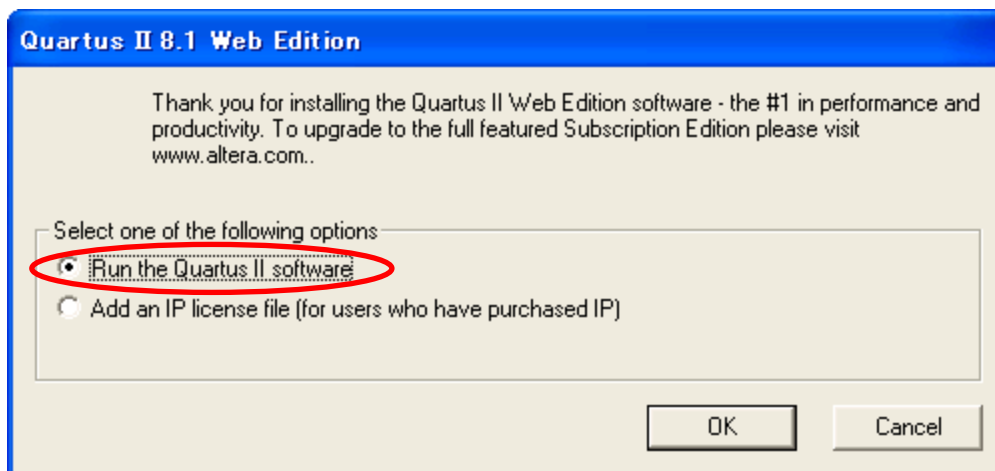 Quartus II 8.1 Web Edition
Thank you for installing the Quartus II Web Edition software - the #1 in performance and
productivity. To upgrade to the full featured Subscription Edition please visit
www.altera.com..
Select one of the following options
Run the Quartus II software
Add an IP license file (for users who have purchased IP)
OK Cancel